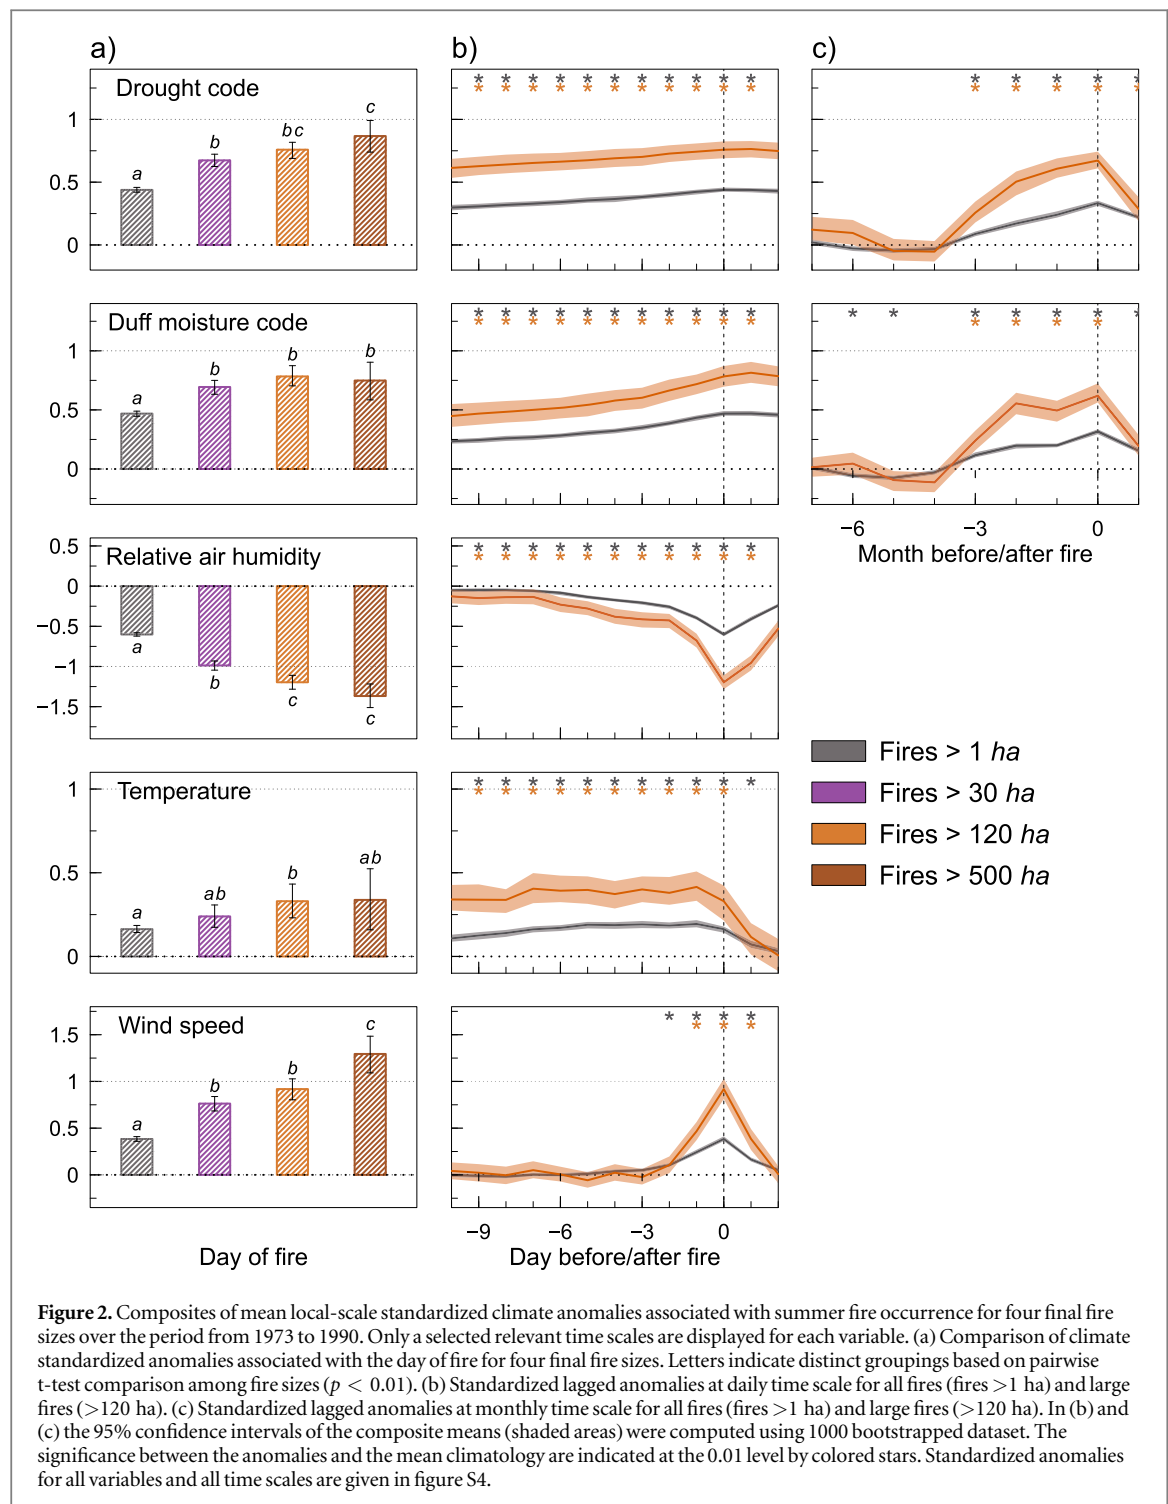 a)
b)
c)
Drought code
1
0.5
0
a
b
bc
c
* * * * * * * * * * *
* * * * * * * * * * *
* * * * *
* * * * *
Duff moisture code
1
0.5
0
a
b
b
b
* * * * * * * * * * *
* * * * * * * * * * *
* * * * * * *
* * * *
−6
−3
0
Month before/after fire
Relative air humidity
0.5
0
−0.5
−1
−1.5
a
b
c
c
* * * * * * * * * * *
* * * * * * * * * * *
Fires > 1 ha
Fires > 30 ha
Fires > 120 ha
Fires > 500 ha
Temperature
1
0.5
0
a
ab
b
ab
* * * * * * * * * * *
* * * * * * * * * *
Wind speed
1.5
1
0.5
0
a
b
b
c
* * * *
* * *
−9
−6
−3
0
Day of fire
Day before/after fire
Figure 2. Composites of mean local-scale standardized climate anomalies associated with summer fire occurrence for four final fire
sizes over the period from 1973 to 1990. Only a selected relevant time scales are displayed for each variable. (a) Comparison of climate
standardized anomalies associated with the day of fire for four final fire sizes. Letters indicate distinct groupings based on pairwise
t-test comparison among fire sizes (p < 0.01). (b) Standardized lagged anomalies at daily time scale for all fires (fires >1 ha) and large
fires (>120 ha). (c) Standardized lagged anomalies at monthly time scale for all fires (fires >1 ha) and large fires (>120 ha). In (b) and
(c) the 95% confidence intervals of the composite means (shaded areas) were computed using 1000 bootstrapped dataset. The
significance between the anomalies and the mean climatology are indicated at the 0.01 level by colored stars. Standardized anomalies
for all variables and all time scales are given in figure S4.